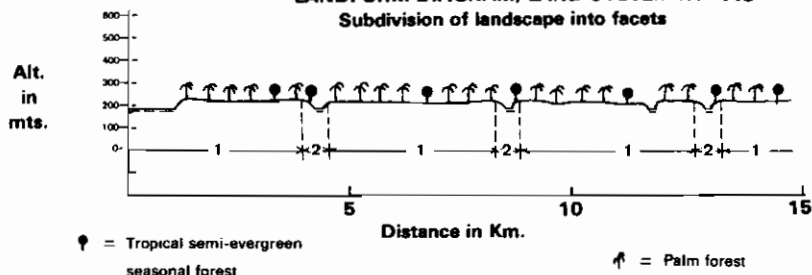 Subdivision of landscape into facets
600
500
400
300
200
100
0
Alt.
in
mts.
1 2 1 2 1 2 1
5 10 15
Distance in Km.
= Tropical semi-evergreen
seasonal forest
= Palm forest